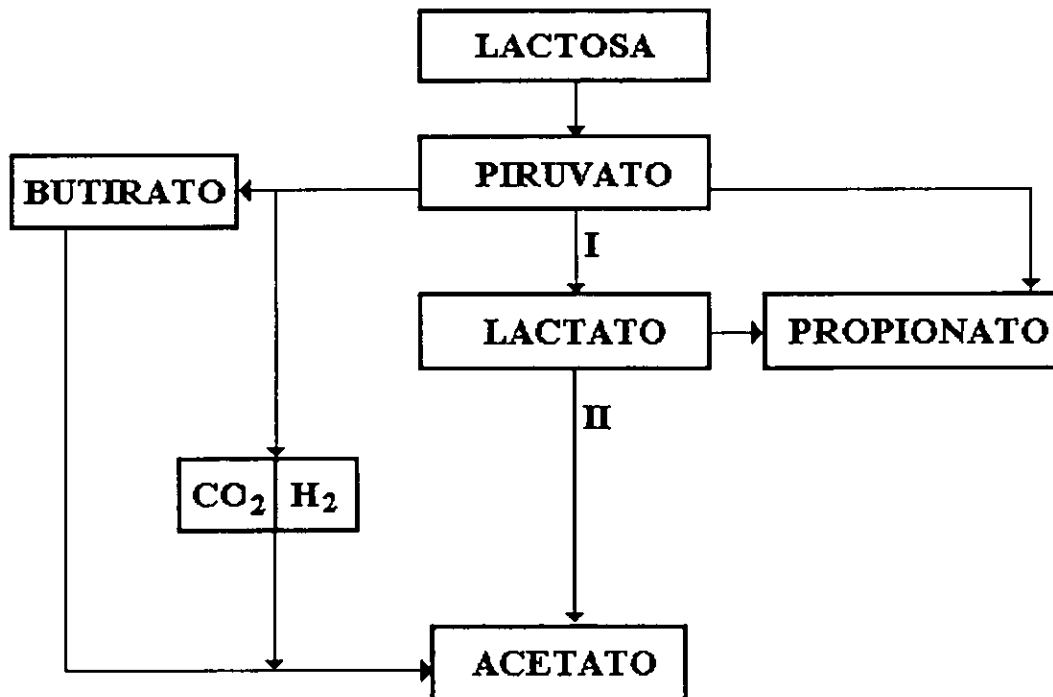 LACTOSA
PIRUVATO
BUTIRATO
I
LACTATO
PROPIONATO
II
CO₂ H₂
ACETATO